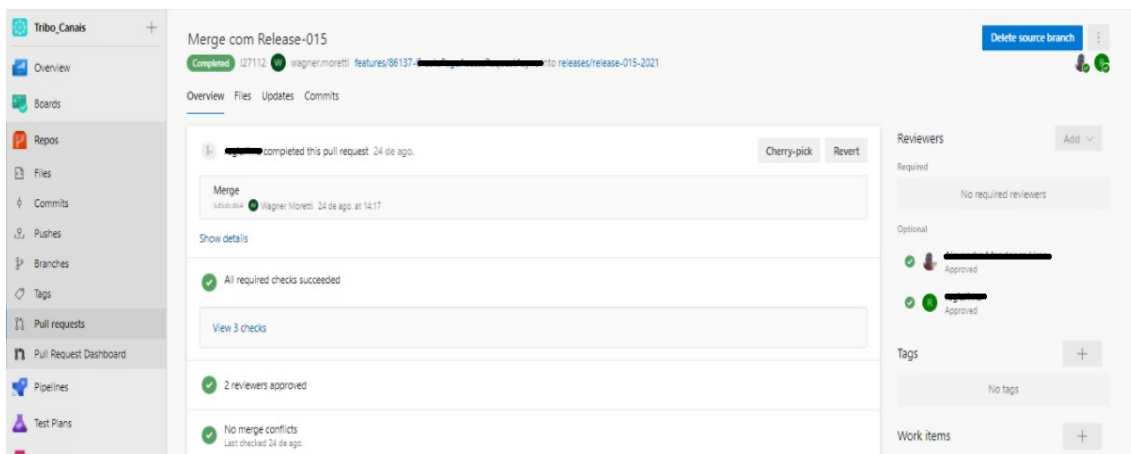 Tribo_Canais
Overview
Boards
Repos
Files
Commits
Pushes
Branches
Tags
Pull requests
Pull Request Dashboard
Pipelines
Test Plans
Merge com Release-015
Delete source branch
Completed 127112 W wagner.moretti features/86137- into releases/release-015-2021
Overview Files Updates Commits
completed this pull request 24 de ago.
Cherry-pick Revert
Merge
W Wagner Moretti 24 de ago. at 14:17
Show details
All required checks succeeded
View 3 checks
2 reviewers approved
No merge conflicts
Last checked 24 de ago.
Reviewers
Add
Required
No required reviewers
Optional
Approved
R
Approved
Tags
No tags
Work items